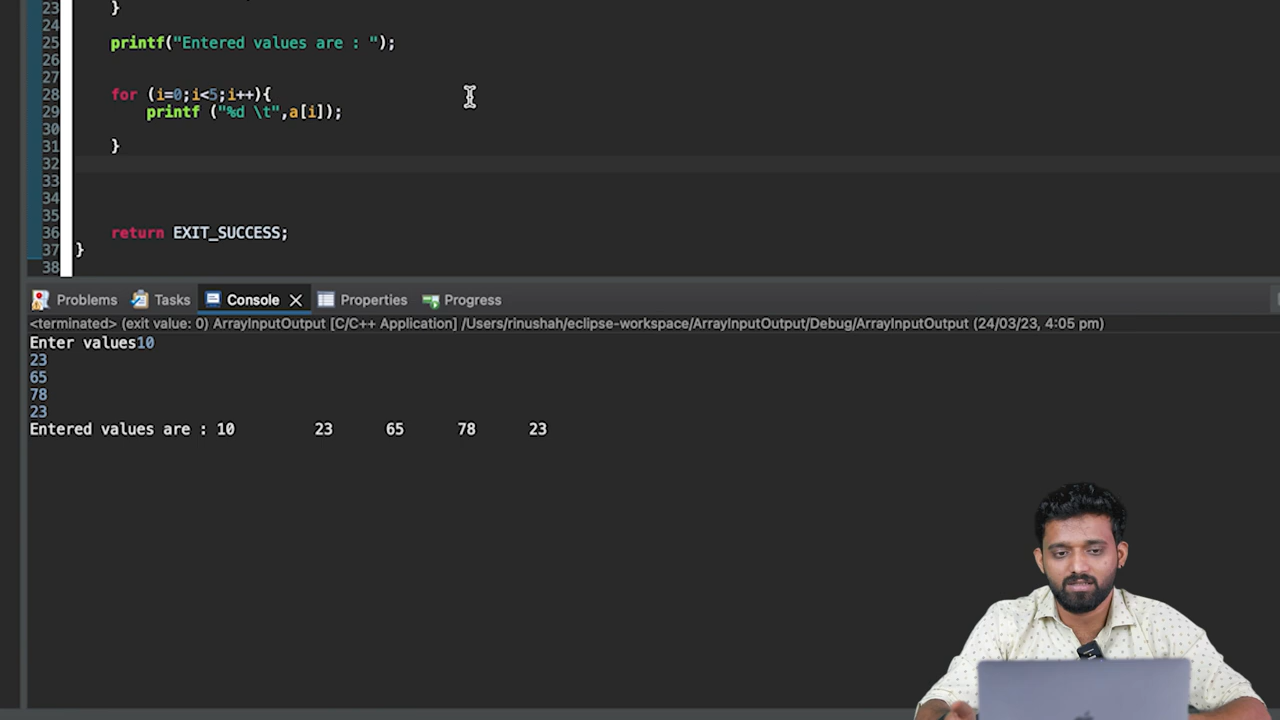 23 }
24
25 printf("Entered values are : ");
26
27
28 for (i=0;i<5;i++){
29 printf ("%d \t",a[i]);
30
31 }
32
33
34
35
36 return EXIT_SUCCESS;
37 }
38
Problems Tasks Console Properties Progress
<terminated> (exit value: 0) ArrayInputOutput [C/C++ Application] /Users/rinushah/eclipse-workspace/ArrayInputOutput/Debug/ArrayInputOutput (24/03/23, 4:05 pm)
Enter values10
23
65
78
23
Entered values are : 10 23 65 78 23